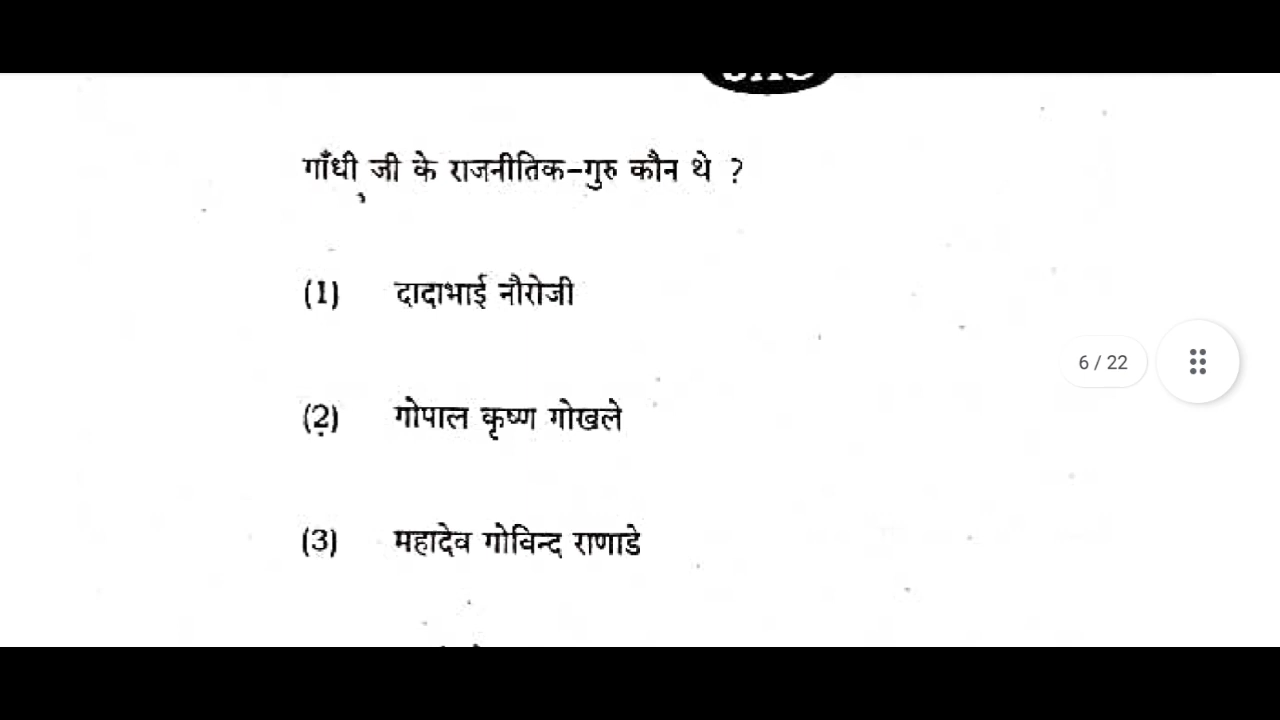 गाँधी जी के राजनीतिक-गुरु कौन थे ?
(1) दादाभाई नौरोजी
6 / 22
(2) गोपाल कृष्ण गोखले
(3) महादेव गोविन्द राणाडे